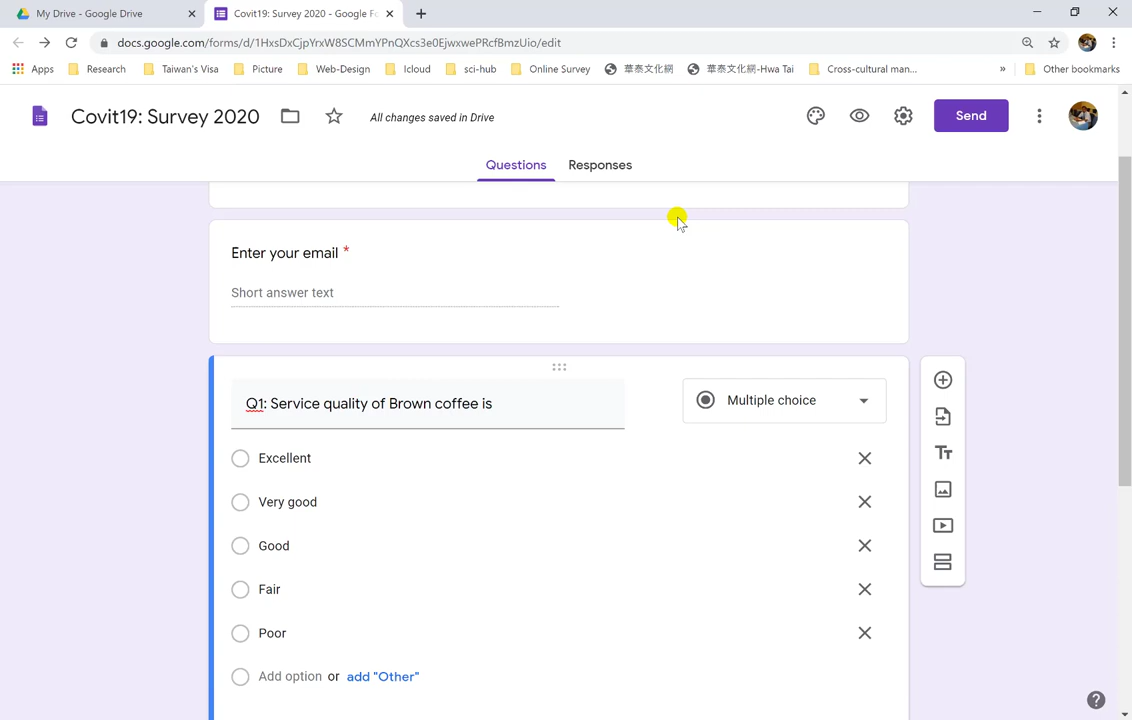 My Drive - Google Drive
Covit19: Survey 2020 - Google Fo
docs.google.com/forms/d/1HxsDxCjpYrxW8SCMmYPnQXcs3e0EjwxwePRcfBmzUio/edit
Apps
Research
Taiwan's Visa
Picture
Web-Design
Icloud
sci-hub
Online Survey
華泰文化網
華泰文化網-Hwa Tai
Cross-cultural man...
»
Other bookmarks
Covit19: Survey 2020
All changes saved in Drive
Send
Questions
Responses
Enter your email *
Short answer text
Q1: Service quality of Brown coffee is
Multiple choice
Excellent
Very good
Good
Fair
Poor
Add option or add "Other"